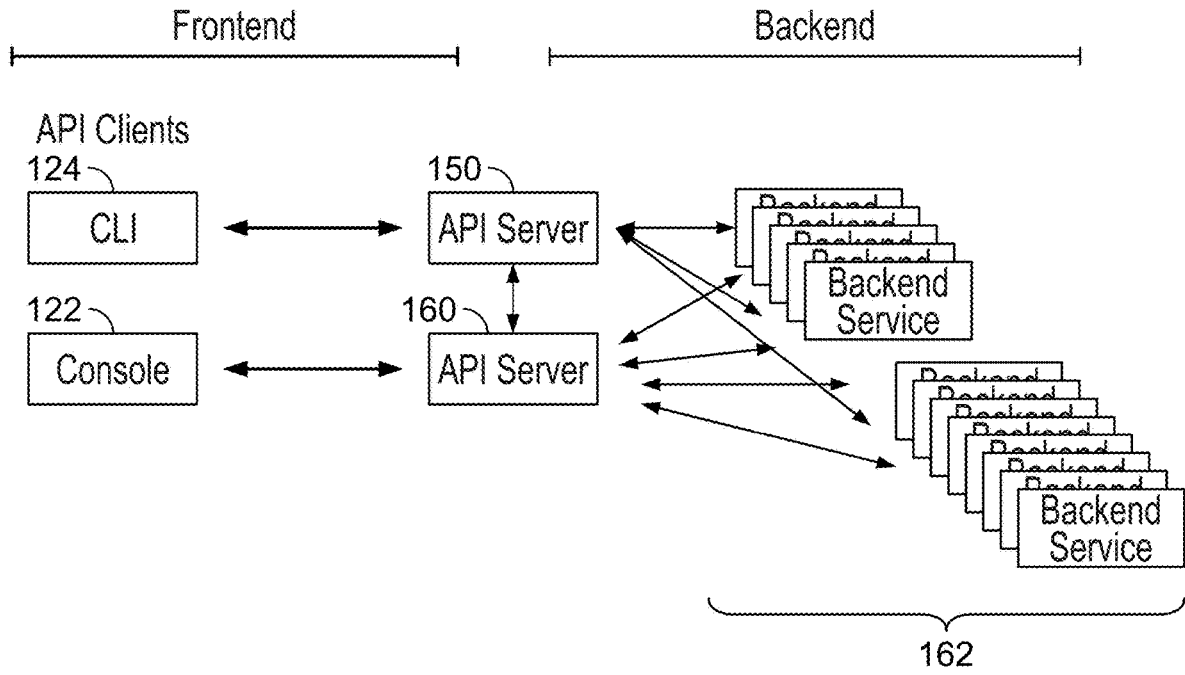 Frontend
Backend
API Clients
124
CLI
150
API Server
122
Console
160
API Server
Backend
Service
Backend
Service
162